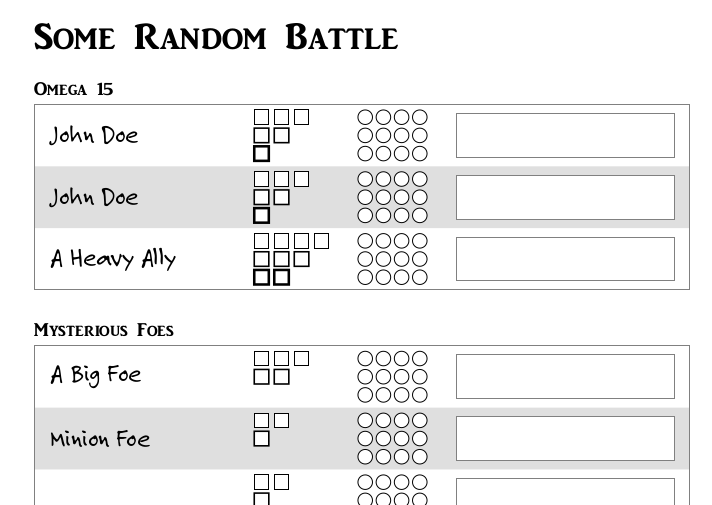 Some Random Battle
Omega 15
John Doe
John Doe
A Heavy Ally
Mysterious Foes
A Big Foe
Minion Foe